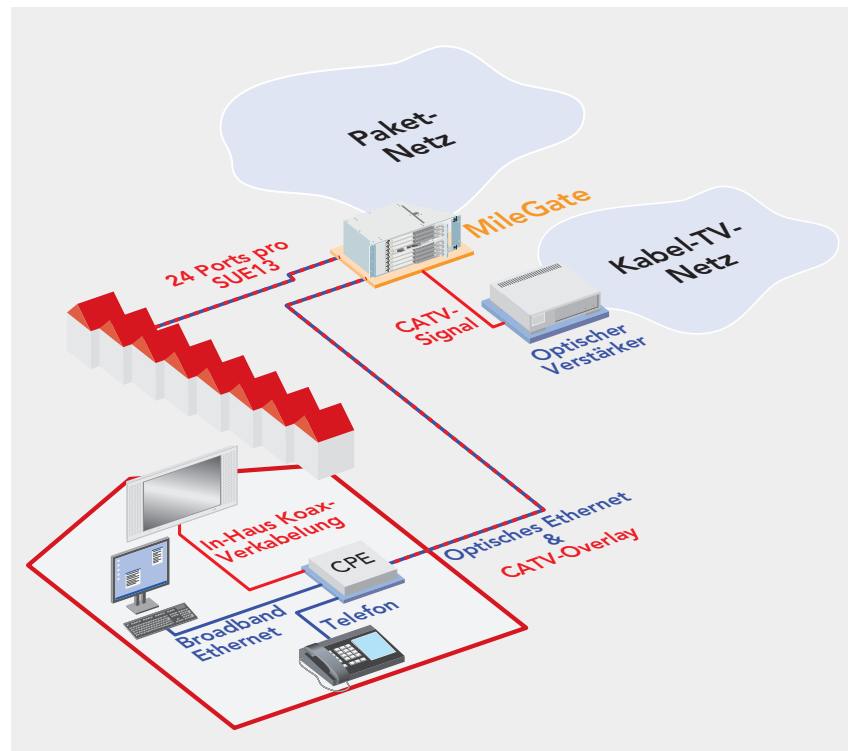 Paket-
Netz
MileGate
Kabel-TV-
Netz
24 Ports pro
SUE13
CATV-
Signal
Optischer
Verstärker
In-Haus Koax-
Verkabelung
CPE
Optisches Ethernet
&
CATV-Overlay
Broadband
Ethernet
Telefon